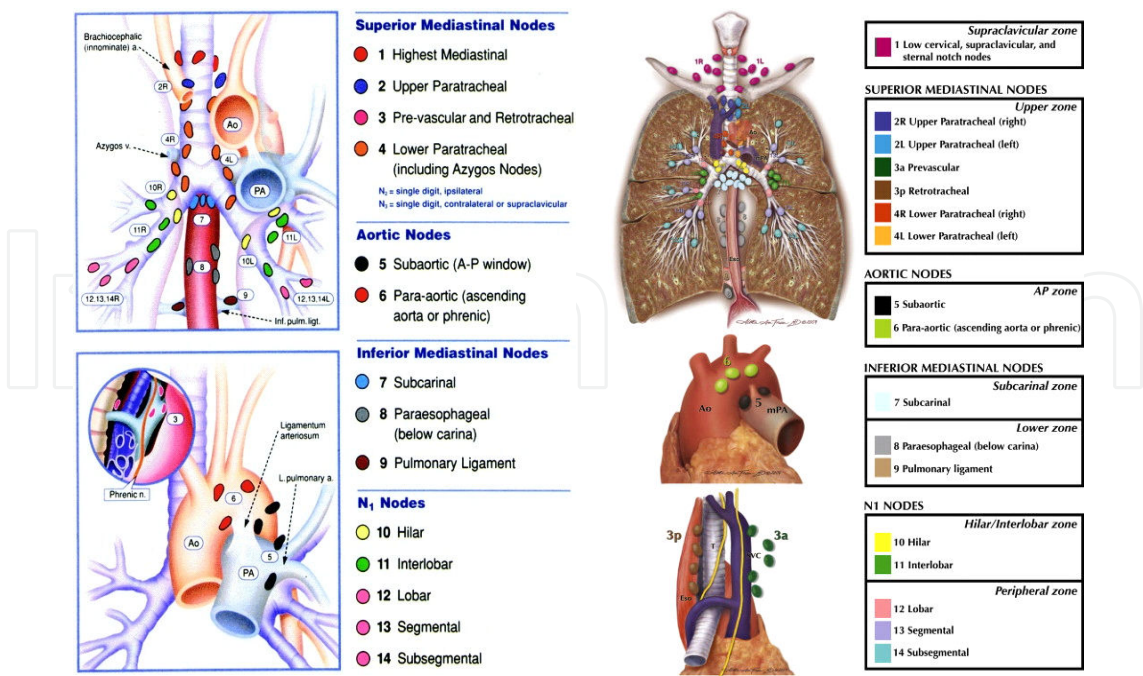 Brachiocephalic
(innominate) a.
2R
Ao
4R
Azygos v.
4L
PA
10R
7
11R
11L
8
10L
9
12,13,14R
12,13,14L
Inf. pulm. ligt.
3
Phrenic n.
Ligamentum
arteriosum
L. pulmonary a.
6
Ao
5
PA
Superior Mediastinal Nodes
1 Highest Mediastinal
2 Upper Paratracheal
3 Pre-vascular and Retrotracheal
4 Lower Paratracheal
(including Azygos Nodes)
N₂ = single digit, ipsilateral
N₃ = single digit, contralateral or supraclavicular
Aortic Nodes
5 Subaortic (A-P window)
6 Para-aortic (ascending
aorta or phrenic)
Inferior Mediastinal Nodes
7 Subcarinal
8 Paraesophageal
(below carina)
9 Pulmonary Ligament
N₁ Nodes
10 Hilar
11 Interlobar
12 Lobar
13 Segmental
14 Subsegmental
1R
1L
Eso
6
Ao
5
mPA
3p
3a
T
VC
Eso
Supraclavicular zone
1 Low cervical, supraclavicular, and
sternal notch nodes
SUPERIOR MEDIASTINAL NODES
Upper zone
2R Upper Paratracheal (right)
2L Upper Paratracheal (left)
3a Prevascular
3p Retrotracheal
4R Lower Paratracheal (right)
4L Lower Paratracheal (left)
AORTIC NODES
AP zone
5 Subaortic
6 Para-aortic (ascending aorta or phrenic)
INFERIOR MEDIASTINAL NODES
Subcarinal zone
7 Subcarinal
Lower zone
8 Paraesophageal (below carina)
9 Pulmonary ligament
N1 NODES
Hilar/Interlobar zone
10 Hilar
11 Interlobar
Peripheral zone
12 Lobar
13 Segmental
14 Subsegmental